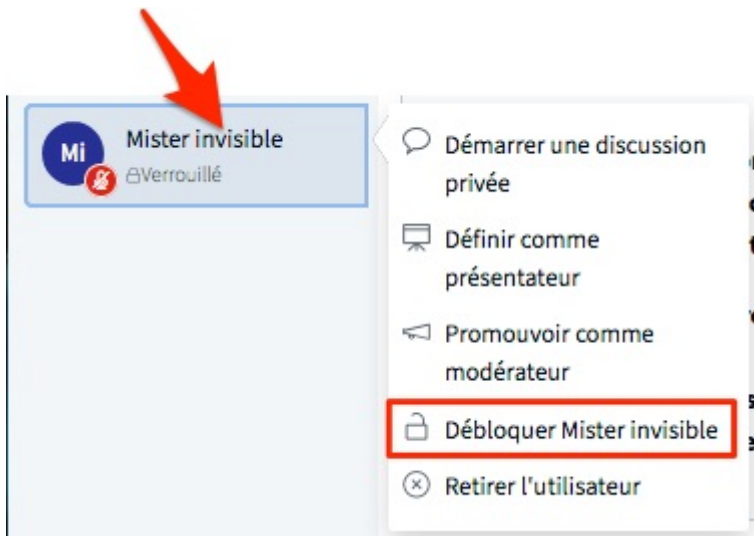 Mi
Mister invisible
Verrouillé
Démarrer une discussion
privée
Définir comme
présentateur
Promouvoir comme
modérateur
Débloquer Mister invisible
Retirer l'utilisateur